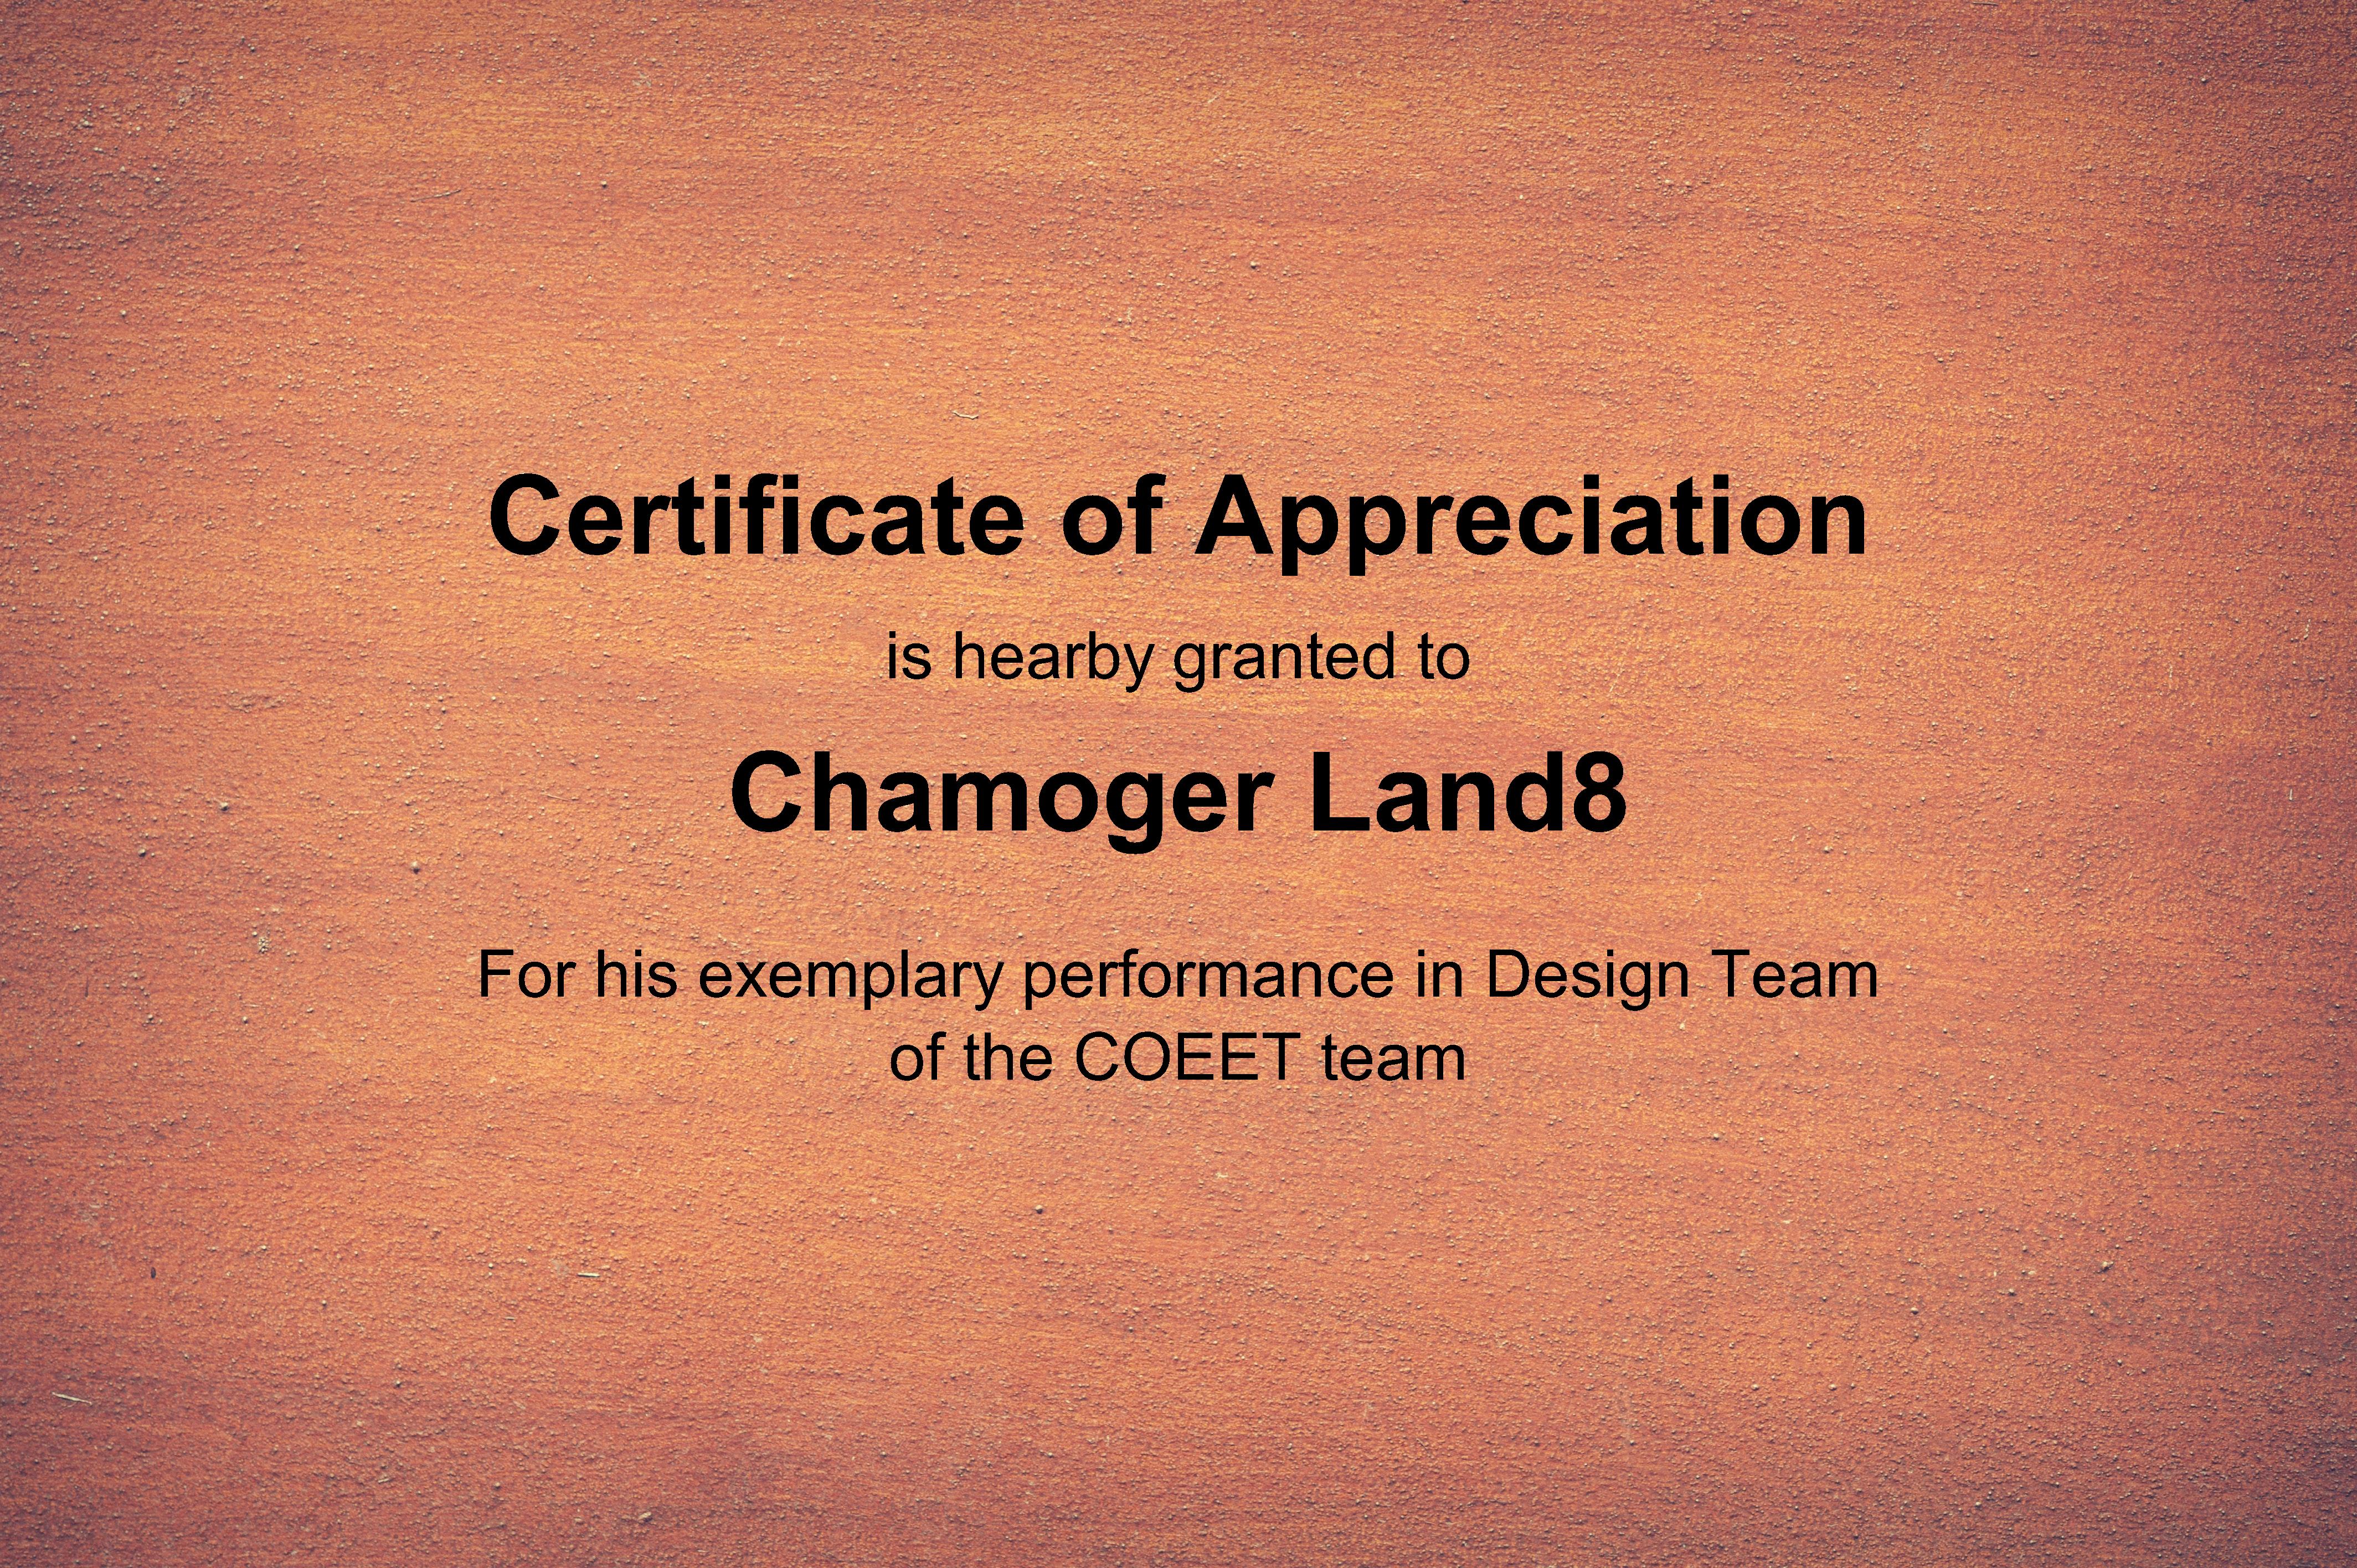 Certificate of Appreciation
is hearby granted to
Chamoger Land8
For his exemplary performance in Design Team
of the COEET team